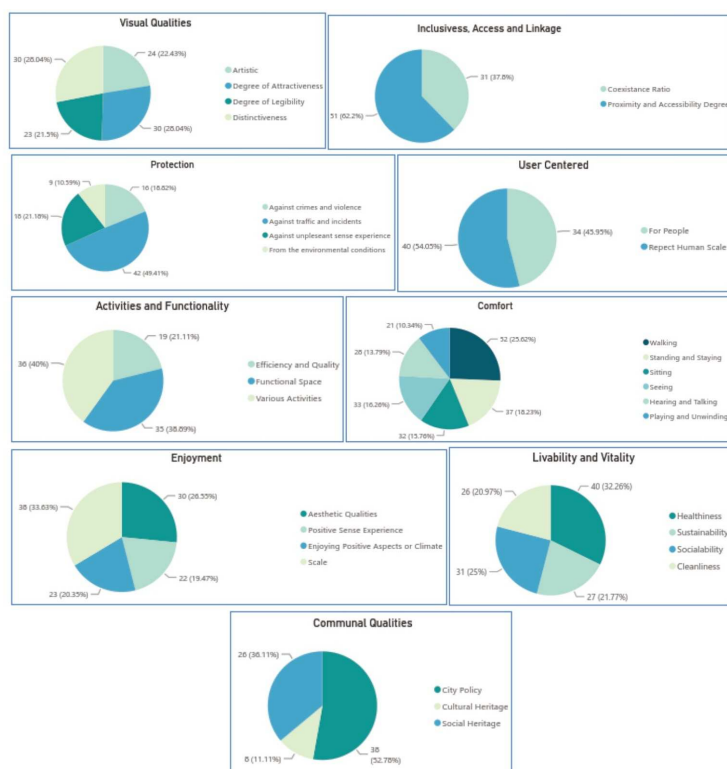 Visual Qualities
30 (28.04%)
24 (22.43%)
23 (21.5%)
30 (28.04%)
Artistic
Degree of Attractiveness
Degree of Legibility
Distinctiveness
Inclusivess, Access and Linkage
31 (37.8%)
51 (62.2%)
Coexistance Ratio
Proximity and Accessibility Degree
Protection
9 (10.59%)
16 (18.82%)
18 (21.18%)
42 (49.41%)
Against crimes and violence
Against traffic and incidents
Against unpleseant sense experience
From the environmental conditions
User Centered
34 (45.95%)
40 (54.05%)
For People
Repect Human Scale
Activities and Functionality
19 (21.11%)
36 (40%)
35 (38.89%)
Efficiency and Quality
Functional Space
Various Activities
Comfort
21 (10.34%)
52 (25.62%)
28 (13.79%)
33 (16.26%)
37 (18.23%)
32 (15.76%)
Walking
Standing and Staying
Sitting
Seeing
Hearing and Talking
Playing and Unwinding
Enjoyment
38 (33.63%)
30 (26.55%)
22 (19.47%)
23 (20.35%)
Aesthetic Qualities
Positive Sense Experience
Enjoying Positive Aspects or Climate
Scale
Livability and Vitality
26 (20.97%)
40 (32.26%)
31 (25%)
27 (21.77%)
Healthiness
Sustainability
Socialability
Cleanliness
Communal Qualities
26 (36.11%)
8 (11.11%)
38
(52.78%)
City Policy
Cultural Heritage
Social Heritage